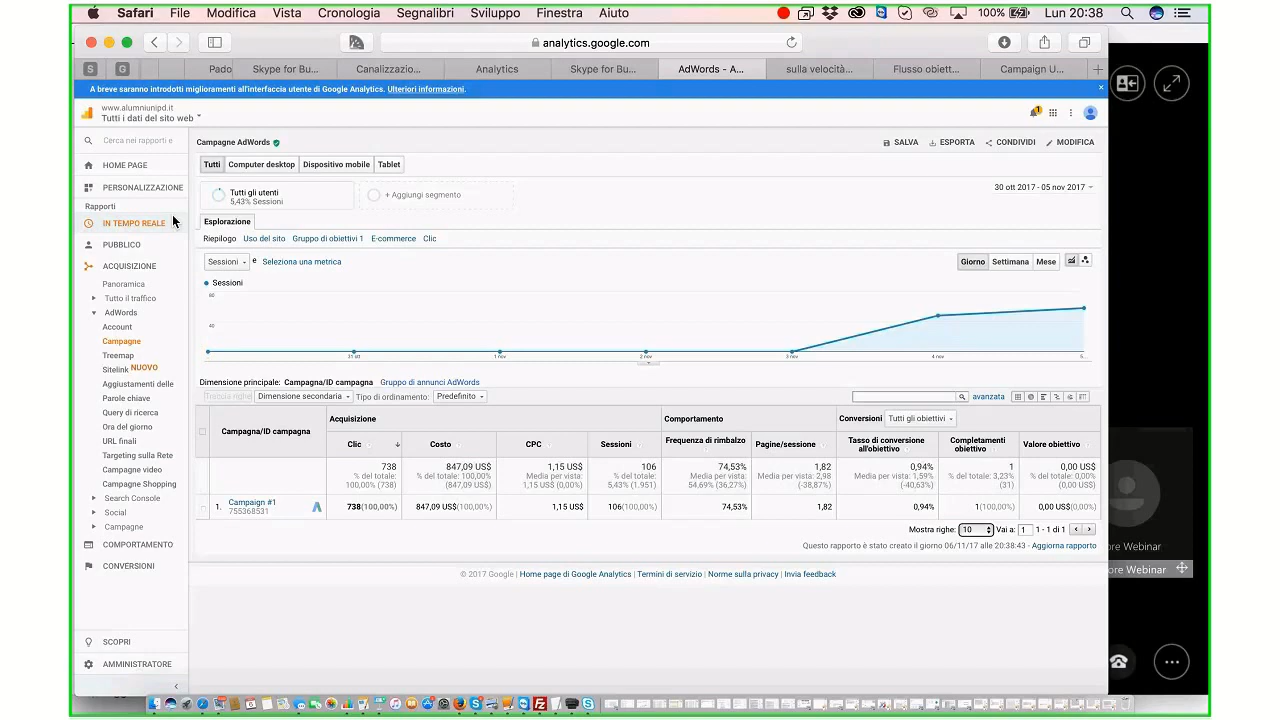 Safari File Modifica Vista Cronologia Segnalibri Sviluppo Finestra Aiuto 100% Lun 20:38
analytics.google.com
S G Pado Skype for Bu... Canalizzazio... Analytics Skype for Bu... AdWords - A... sulla velocità... Flusso obiett... Campaign U... +
A breve saranno introdotti miglioramenti all'interfaccia utente di Google Analytics. Ulteriori informazioni.
www.alumniunipd.it
Tutti i dati del sito web
1
Cerca nei rapporti e
Campagne AdWords
SALVA ESPORTA CONDIVIDI MODIFICA
HOME PAGE
Tutti Computer desktop Dispositivo mobile Tablet
PERSONALIZZAZIONE
Tutti gli utenti
5,43% Sessioni
+ Aggiungi segmento
30 ott 2017 - 05 nov 2017
Rapporti
IN TEMPO REALE
Esplorazione
PUBBLICO
Riepilogo Uso del sito Gruppo di obiettivi 1 E-commerce Clic
ACQUISIZIONE
Sessioni e Seleziona una metrica
Giorno Settimana Mese
Panoramica
Sessioni
Tutto il traffico
80
AdWords
Account
40
Campagne
Treemap
31 ott 1 nov 2 nov 3 nov 4 nov 5...
Sitelink NUOVO
Aggiustamenti delle
Dimensione principale: Campagna/ID campagna Gruppo di annunci AdWords
Parole chiave
Traccia righe Dimensione secondaria Tipo di ordinamento: Predefinito avanzata
Query di ricerca
Ora del giorno
URL finali
Targeting sulla Rete
Campagne video
Campagne Shopping
Search Console
Social
Campagne
COMPORTAMENTO
CONVERSIONI
SCOPRI
AMMINISTRATORE
Campagna/ID campagna
Acquisizione Comportamento Conversioni Tutti gli obiettivi
Clic Costo CPC Sessioni Frequenza di rimbalzo Pagine/sessione Tasso di conversione all'obiettivo Completamenti obiettivo Valore obiettivo
738 847,09 US$ 1,15 US$ 106 74,53% 1,82 0,94% 1 0,00 US$
% del totale: % del totale: 100,00% Media per vista: % del totale: Media per vista: Media per vista: 2,98 Media per vista: 1,59% % del totale: 3,23% % del totale: 0,00%
100,00% (738) (847,09 US$) 1,15 US$ (0,00%) 5,43% (1.951) 54,69% (36,27%) (-38,87%) (-40,63%) (31) (0,00 US$)
1. Campaign #1
755368531
738(100,00%) 847,09 US$(100,00%) 1,15 US$ 106(100,00%) 74,53% 1,82 0,94% 1(100,00%) 0,00 US$(0,00%)
Mostra righe: 10 Vai a: 1 1 - 1 di 1
Questo rapporto è stato creato il giorno 06/11/17 alle 20:38:43 - Aggiorna rapporto
© 2017 Google | Home page di Google Analytics | Termini di servizio | Norme sulla privacy | Invia feedback
ore Webinar
ore Webinar